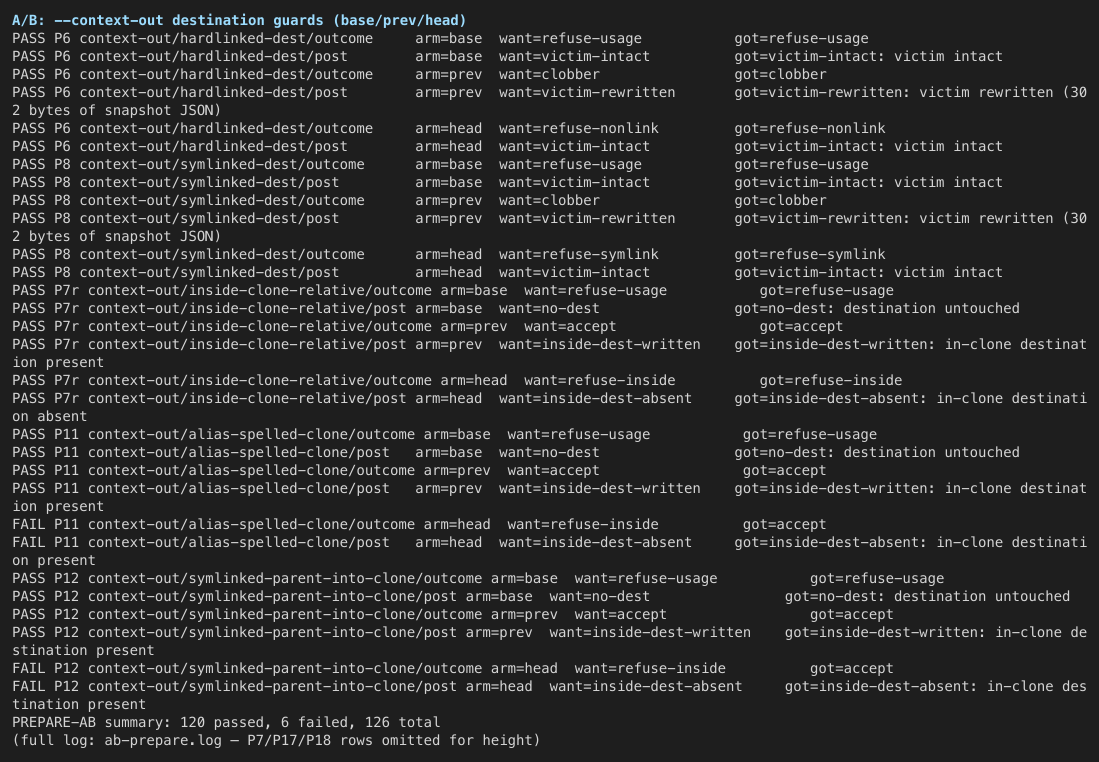 A/B: --context-out destination guards (base/prev/head)
PASS P6 context-out/hardlinked-dest/outcome     arm=base  want=refuse-usage              got=refuse-usage
PASS P6 context-out/hardlinked-dest/post        arm=base  want=victim-intact             got=victim-intact: victim intact
PASS P6 context-out/hardlinked-dest/outcome     arm=prev  want=clobber                   got=clobber
PASS P6 context-out/hardlinked-dest/post        arm=prev  want=victim-rewritten          got=victim-rewritten: victim rewritten (30
2 bytes of snapshot JSON)
PASS P6 context-out/hardlinked-dest/outcome     arm=head  want=refuse-nonlink            got=refuse-nonlink
PASS P6 context-out/hardlinked-dest/post        arm=head  want=victim-intact             got=victim-intact: victim intact
PASS P8 context-out/symlinked-dest/outcome      arm=base  want=refuse-usage              got=refuse-usage
PASS P8 context-out/symlinked-dest/post         arm=base  want=victim-intact             got=victim-intact: victim intact
PASS P8 context-out/symlinked-dest/outcome      arm=prev  want=clobber                   got=clobber
PASS P8 context-out/symlinked-dest/post         arm=prev  want=victim-rewritten          got=victim-rewritten: victim rewritten (30
2 bytes of snapshot JSON)
PASS P8 context-out/symlinked-dest/outcome      arm=head  want=refuse-symlink            got=refuse-symlink
PASS P8 context-out/symlinked-dest/post         arm=head  want=victim-intact             got=victim-intact: victim intact
PASS P7r context-out/inside-clone-relative/outcome arm=base  want=refuse-usage              got=refuse-usage
PASS P7r context-out/inside-clone-relative/post arm=base  want=no-dest                   got=no-dest: destination untouched
PASS P7r context-out/inside-clone-relative/outcome arm=prev  want=accept                    got=accept
PASS P7r context-out/inside-clone-relative/post arm=prev  want=inside-dest-written       got=inside-dest-written: in-clone destinat
ion present
PASS P7r context-out/inside-clone-relative/outcome arm=head  want=refuse-inside             got=refuse-inside
PASS P7r context-out/inside-clone-relative/post arm=head  want=inside-dest-absent        got=inside-dest-absent: in-clone destinati
on absent
PASS P11 context-out/alias-spelled-clone/outcome arm=base  want=refuse-usage              got=refuse-usage
PASS P11 context-out/alias-spelled-clone/post   arm=base  want=no-dest                   got=no-dest: destination untouched
PASS P11 context-out/alias-spelled-clone/outcome arm=prev  want=accept                    got=accept
PASS P11 context-out/alias-spelled-clone/post   arm=prev  want=inside-dest-written       got=inside-dest-written: in-clone destinat
ion present
FAIL P11 context-out/alias-spelled-clone/outcome arm=head  want=refuse-inside             got=accept
FAIL P11 context-out/alias-spelled-clone/post   arm=head  want=inside-dest-absent        got=inside-dest-absent: in-clone destinati
on present
PASS P12 context-out/symlinked-parent-into-clone/outcome arm=base  want=refuse-usage              got=refuse-usage
PASS P12 context-out/symlinked-parent-into-clone/post arm=base  want=no-dest                   got=no-dest: destination untouched
PASS P12 context-out/symlinked-parent-into-clone/outcome arm=prev  want=accept                    got=accept
PASS P12 context-out/symlinked-parent-into-clone/post arm=prev  want=inside-dest-written       got=inside-dest-written: in-clone de
stination present
FAIL P12 context-out/symlinked-parent-into-clone/outcome arm=head  want=refuse-inside             got=accept
FAIL P12 context-out/symlinked-parent-into-clone/post arm=head  want=inside-dest-absent        got=inside-dest-absent: in-clone des
tination present
PREPARE-AB summary: 120 passed, 6 failed, 126 total
(full log: ab-prepare.log — P7/P17/P18 rows omitted for height)